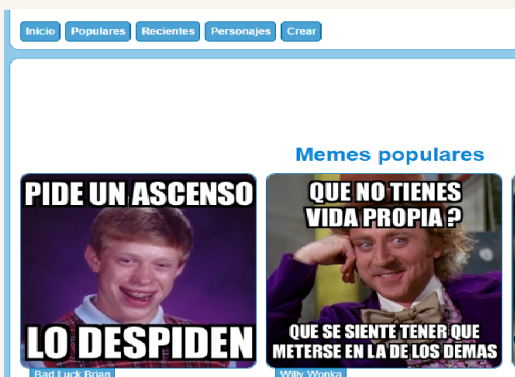 Inicio Populares Recientes Personajes Crear
Memes populares
PIDE UN ASCENSO
LO DESPIDEN
Bad Luck Brian
QUE NO TIENES
VIDA PROPIA ?
QUE SE SIENTE TENER QUE
METERSE EN LA DE LOS DEMAS
Willy Wonka